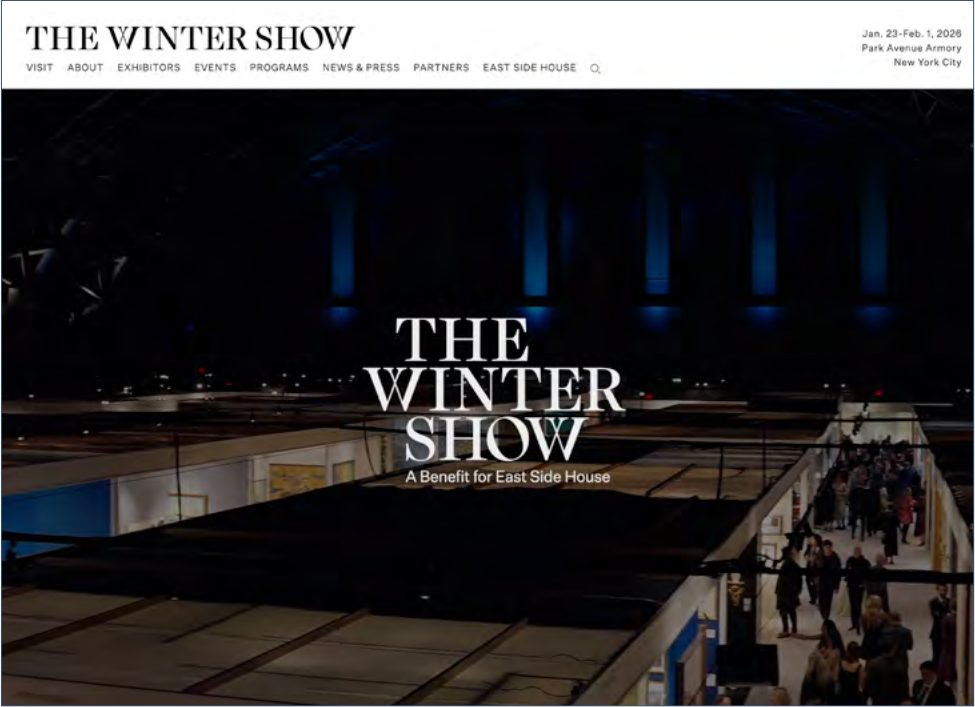 THE WINTER SHOW
Jan. 23-Feb. 1, 2026
Park Avenue Armory
New York City
VISIT ABOUT EXHIBITORS EVENTS PROGRAMS NEWS & PRESS PARTNERS EAST SIDE HOUSE
THE
WINTER
SHOW
A Benefit for East Side House